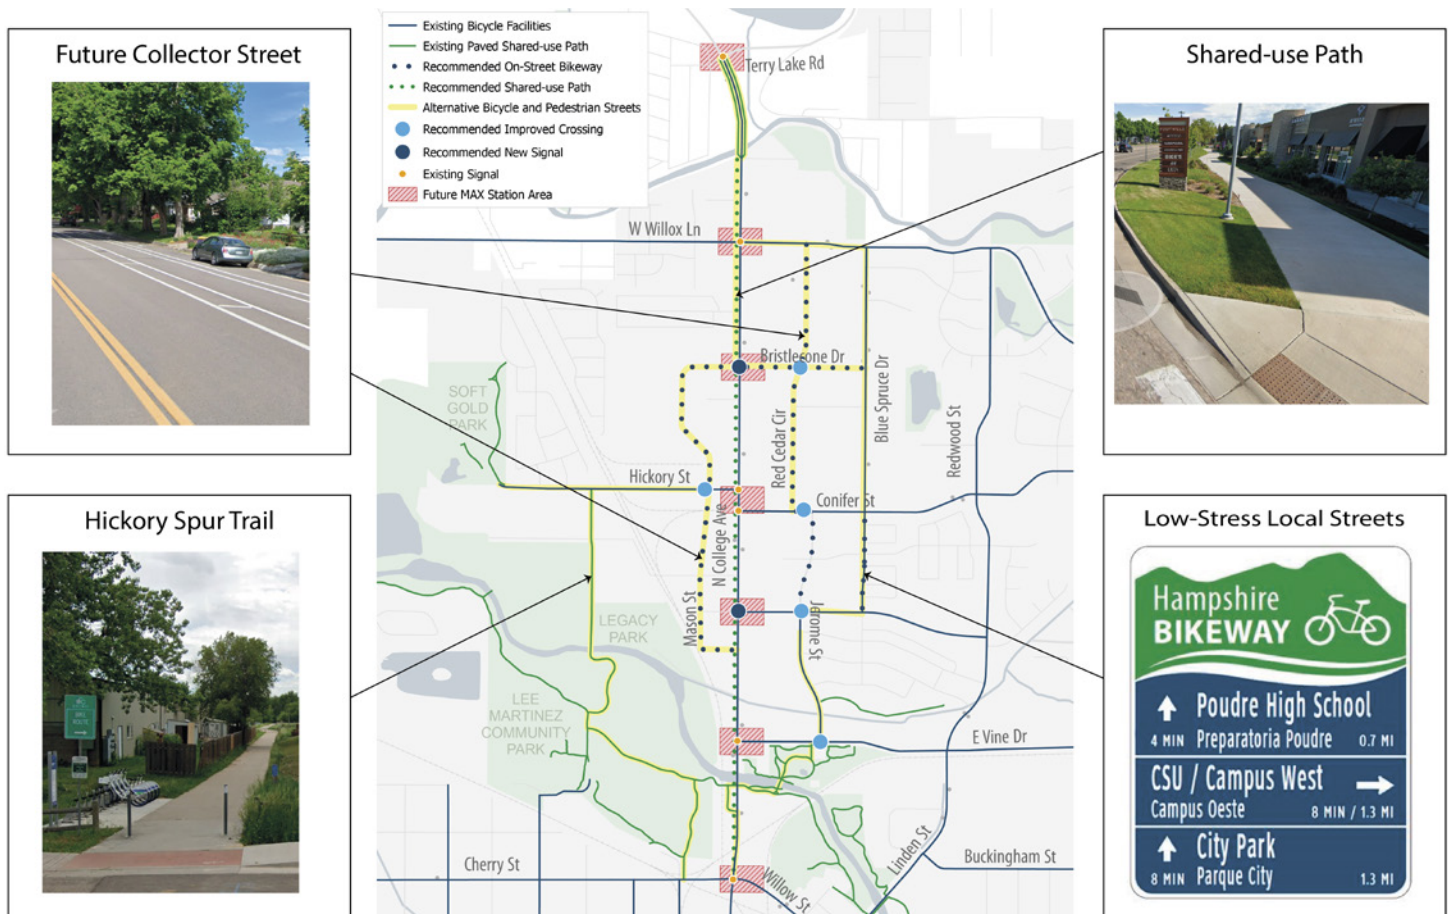 Future Collector Street
Existing Bicycle Facilities
Existing Paved Shared-use Path
Recommended On-Street Bikeway
Recommended Shared-use Path
Alternative Bicycle and Pedestrian Streets
Recommended Improved Crossing
Recommended New Signal
Existing Signal
Future MAX Station Area
Shared-use Path
Terry Lake Rd
W Willox Ln
Bristlecone Dr
SOFT
GOLD
PARK
Red Cedar Cir
Blue Spruce Dr
Redwood St
Hickory St
Conifer St
N College Ave
Mason St
Jerome St
LEGACY
PARK
LEE
MARTINEZ
COMMUNITY
PARK
E Vine Dr
Cherry St
Willow St
Linden St
Buckingham St
Hickory Spur Trail
Low-Stress Local Streets
Hampshire
BIKEWAY
Poudre High School
4 MIN Preparatoria Poudre 0.7 MI
CSU / Campus West
Campus Oeste 8 MIN / 1.3 MI
City Park
8 MIN Parque City 1.3 MI